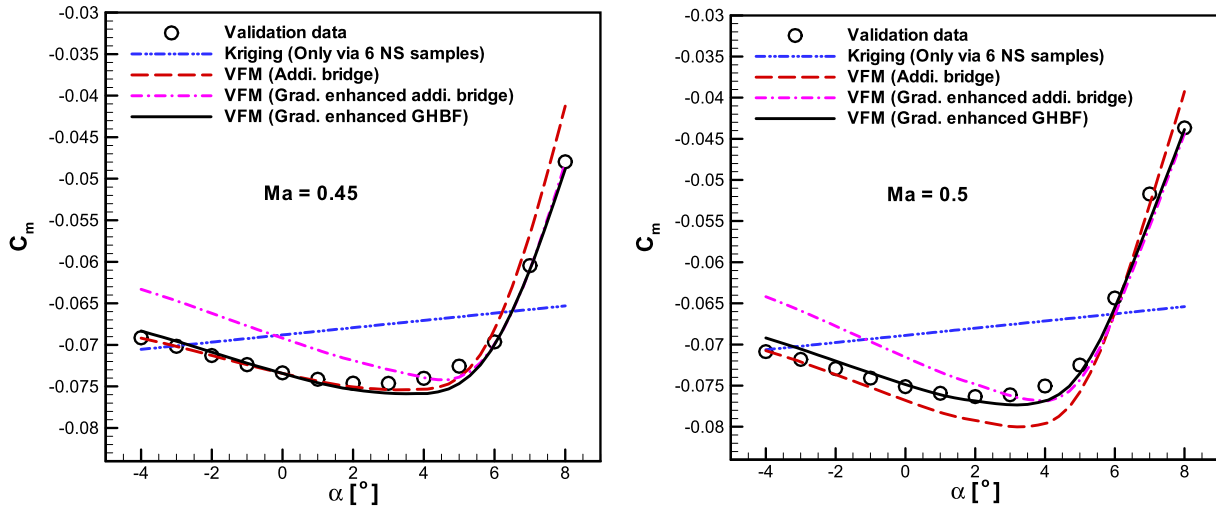 -0.03
-0.035
-0.04
-0.045
-0.05
-0.055
-0.06
-0.065
-0.07
-0.075
-0.08
Cm
Validation data
Kriging (Only via 6 NS samples)
VFM (Addi. bridge)
VFM (Grad. enhanced addi. bridge)
VFM (Grad. enhanced GHBF)
Ma = 0.45
-4 -2 0 2 4 6 8
α [°]
-0.03
-0.035
-0.04
-0.045
-0.05
-0.055
-0.06
-0.065
-0.07
-0.075
-0.08
Cm
Validation data
Kriging (Only via 6 NS samples)
VFM (Addi. bridge)
VFM (Grad. enhanced addi. bridge)
VFM (Grad. enhanced GHBF)
Ma = 0.5
-4 -2 0 2 4 6 8
α [°]